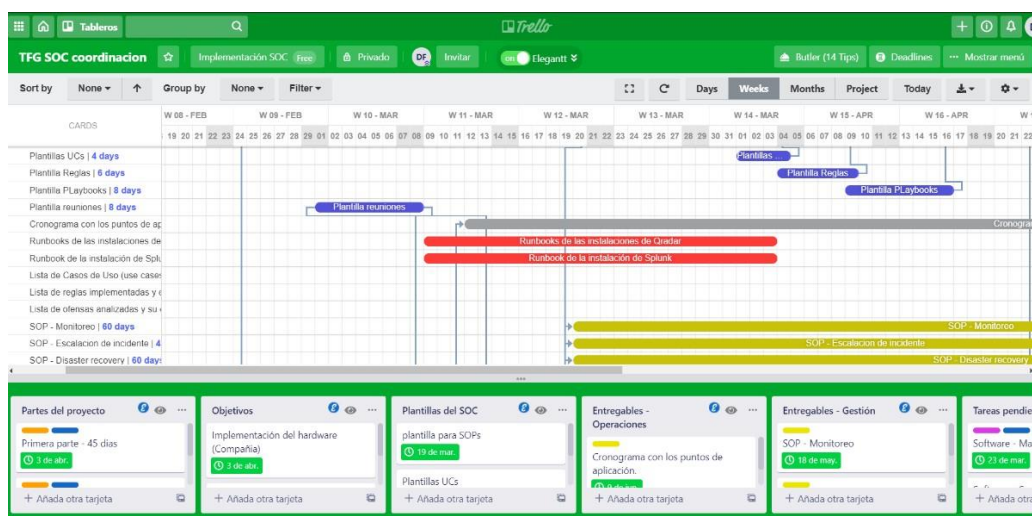 Tableros
Trello
TFG SOC coordinacion
Implementación SOC Free
Privado
DF
Invitar
on Elegantt
Butler (14 Tips)
Deadlines
Mostrar menú
Sort by None Group by None Filter
Days Weeks Months Project Today
CARDS
W 08 - FEB W 09 - FEB W 10 - MAR W 11 - MAR W 12 - MAR W 13 - MAR W 14 - MAR W 15 - APR W 16 - APR W
19 20 21 22 23 24 25 26 27 28 29 01 02 03 04 05 06 07 08 09 10 11 12 13 14 15 16 17 18 19 20 21 22 23 24 25 26 27 28 29 30 31 01 02 03 04 05 06 07 08 09 10 11 12 13 14 15 16 17 18 19 20 21 22
Plantillas UCs | 4 days
Plantillas ...
Plantilla Reglas | 6 days
Plantilla Reglas
Plantilla PLaybooks | 8 days
Plantilla PLaybooks
Plantilla reuniones | 8 days
Plantilla reuniones
Cronograma con los puntos de ap
Cronogra
Runbooks de las instalaciones de
Runbooks de las instalaciones de Qradar
Runbook de la instalación de Splu
Runbook de la instalación de Splunk
Lista de Casos de Uso (use case
Lista de reglas implementadas y
Lista de ofensas analizadas y su
SOP - Monitoreo | 60 days
SOP - Monitoreo
SOP - Escalacion de incidente | 4
SOP - Escalacion de incidente
SOP - Disaster recovery | 60 day
SOP - Disaster recovery
Partes del proyecto
Primera parte - 45 dias
3 de abr.
Añada otra tarjeta
Objetivos
Implementación del hardware
(Compañia)
3 de abr.
Añada otra tarjeta
Plantillas del SOC
plantilla para SOPs
19 de mar.
Plantillas UCs
Añada otra tarjeta
Entregables -
Operaciones
Cronograma con los puntos de
aplicación.
Añada otra tarjeta
Entregables - Gestión
SOP - Monitoreo
18 de may.
Añada otra tarjeta
Tareas pendie
Software - Ma
23 de mar.
Añada otra